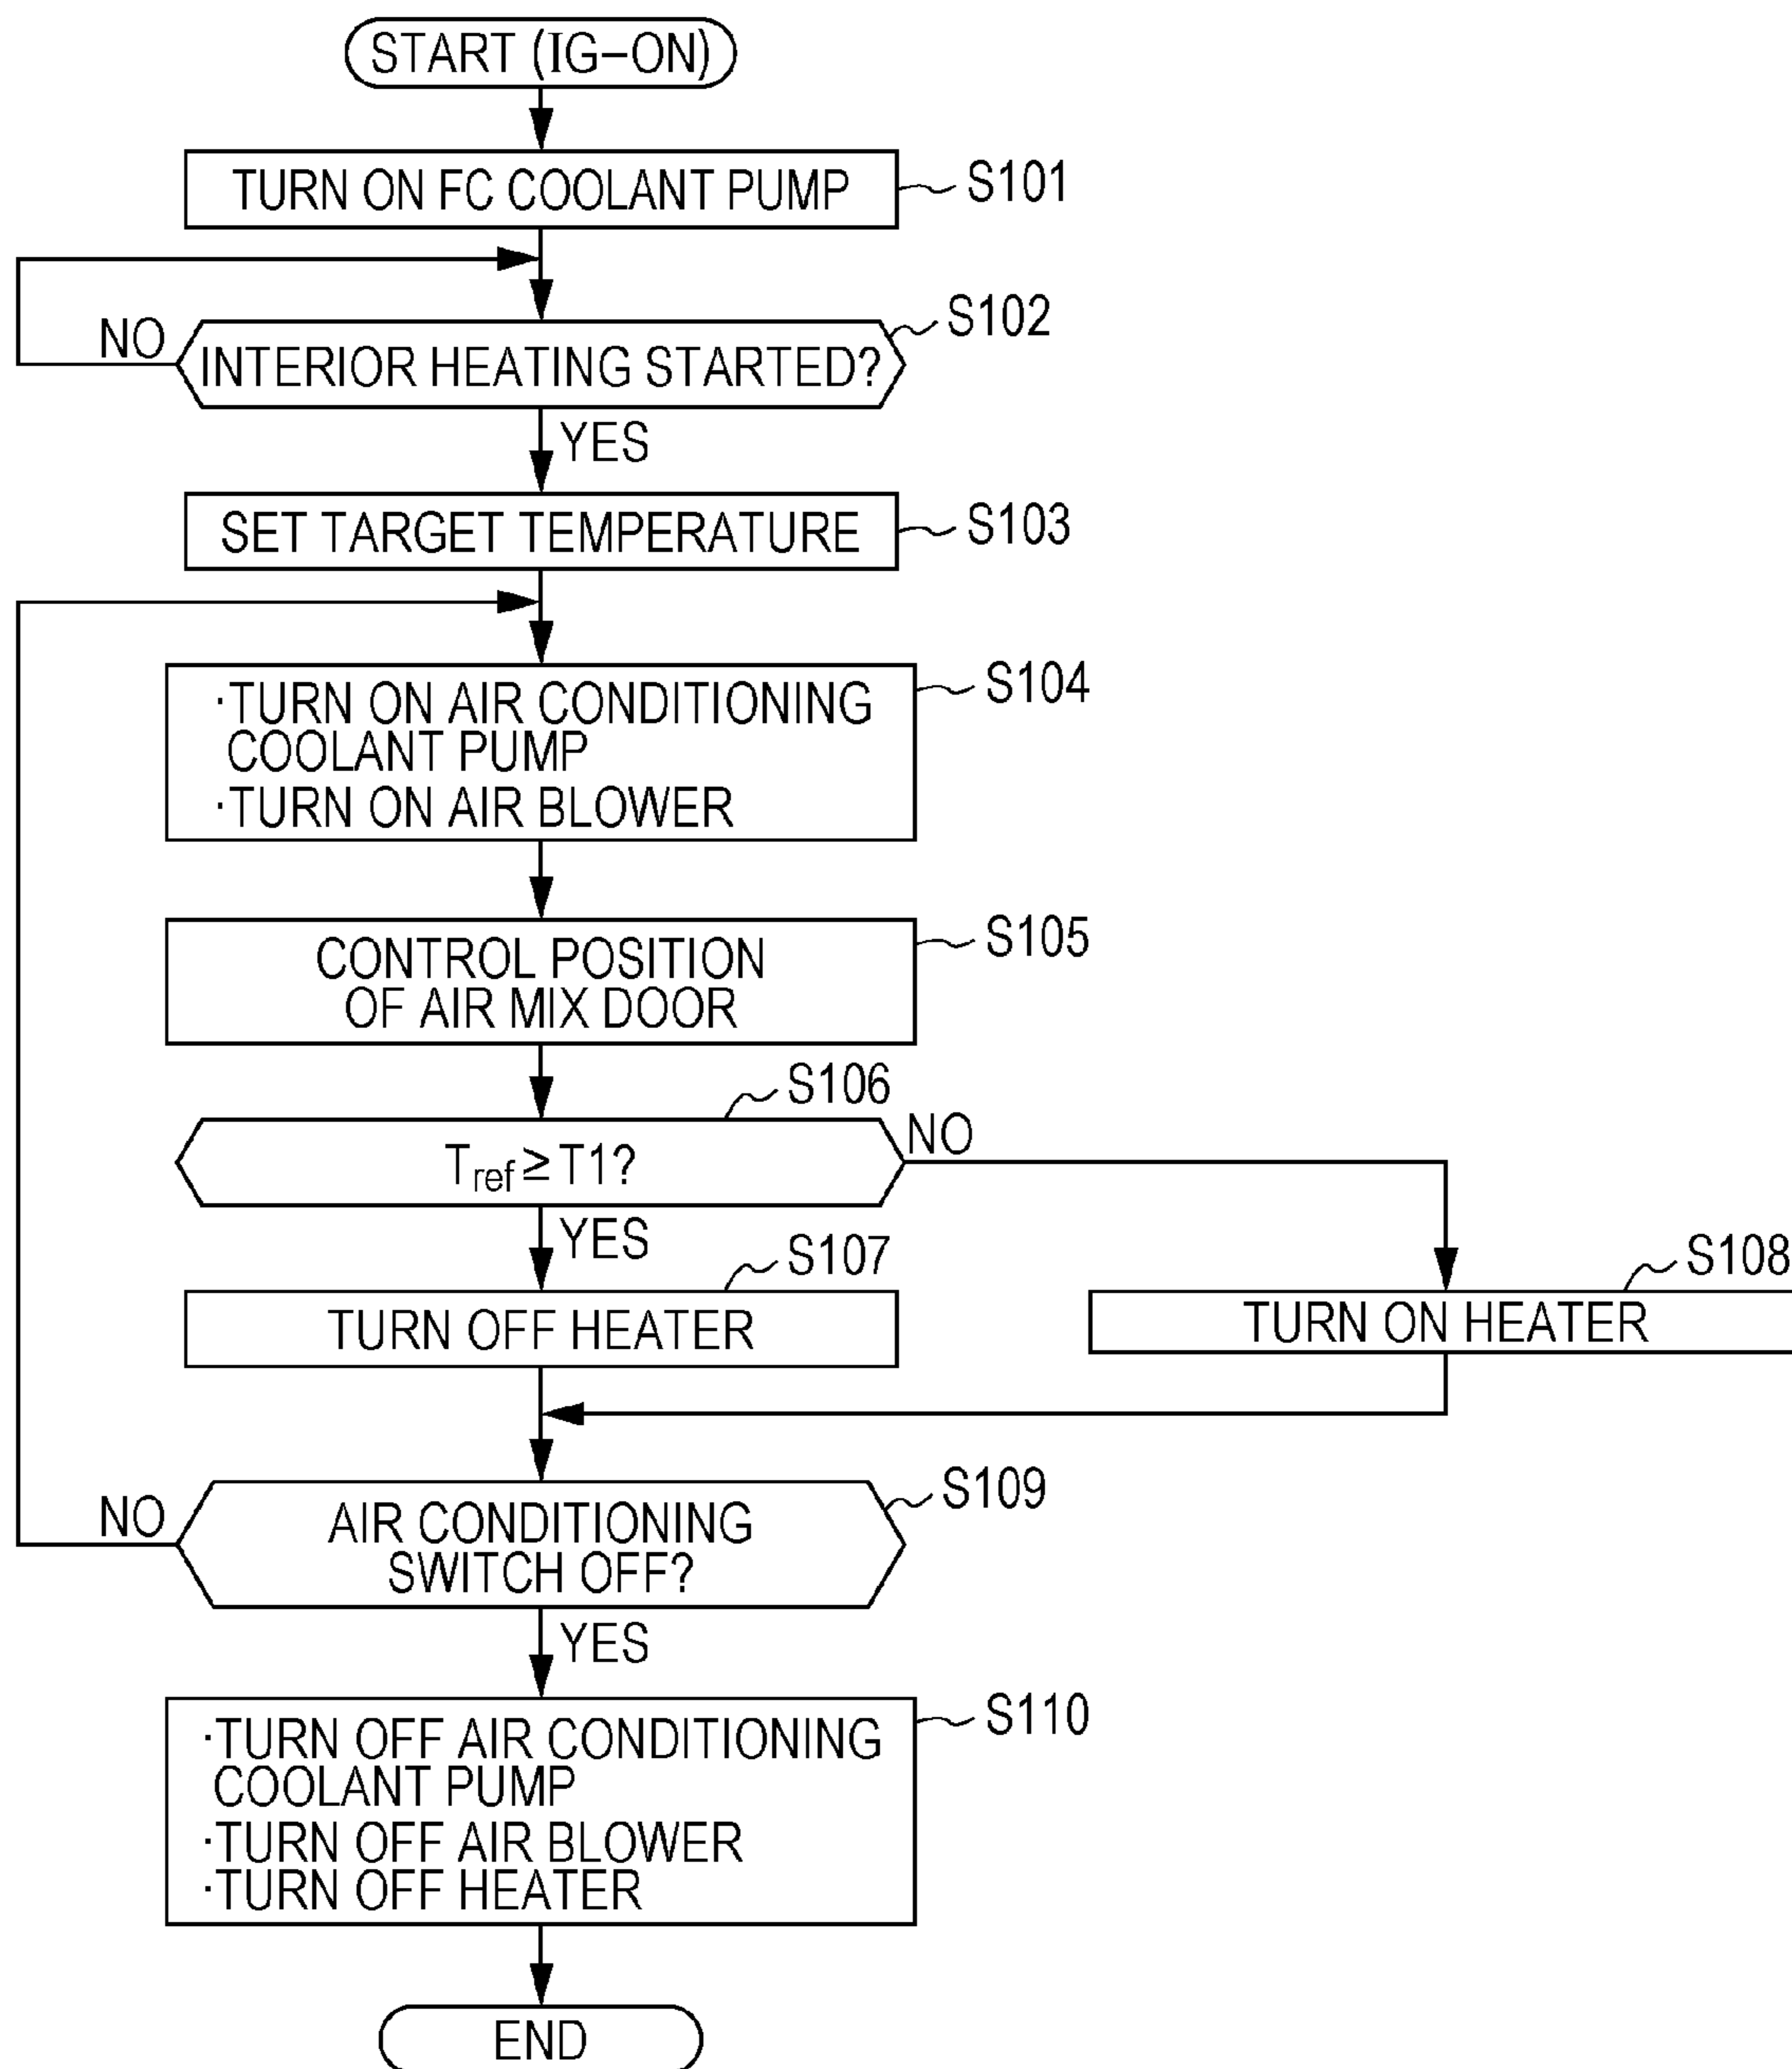 START (IG-ON)
TURN ON FC COOLANT PUMP
S101
S102
NO
INTERIOR HEATING STARTED?
YES
SET TARGET TEMPERATURE
S103
S104
·TURN ON AIR CONDITIONING
COOLANT PUMP
·TURN ON AIR BLOWER
S105
CONTROL POSITION
OF AIR MIX DOOR
S106
NO
Tref ≥ T1?
YES
S107
S108
TURN OFF HEATER
TURN ON HEATER
S109
NO
AIR CONDITIONING
SWITCH OFF?
YES
S110
·TURN OFF AIR CONDITIONING
COOLANT PUMP
·TURN OFF AIR BLOWER
·TURN OFF HEATER
END